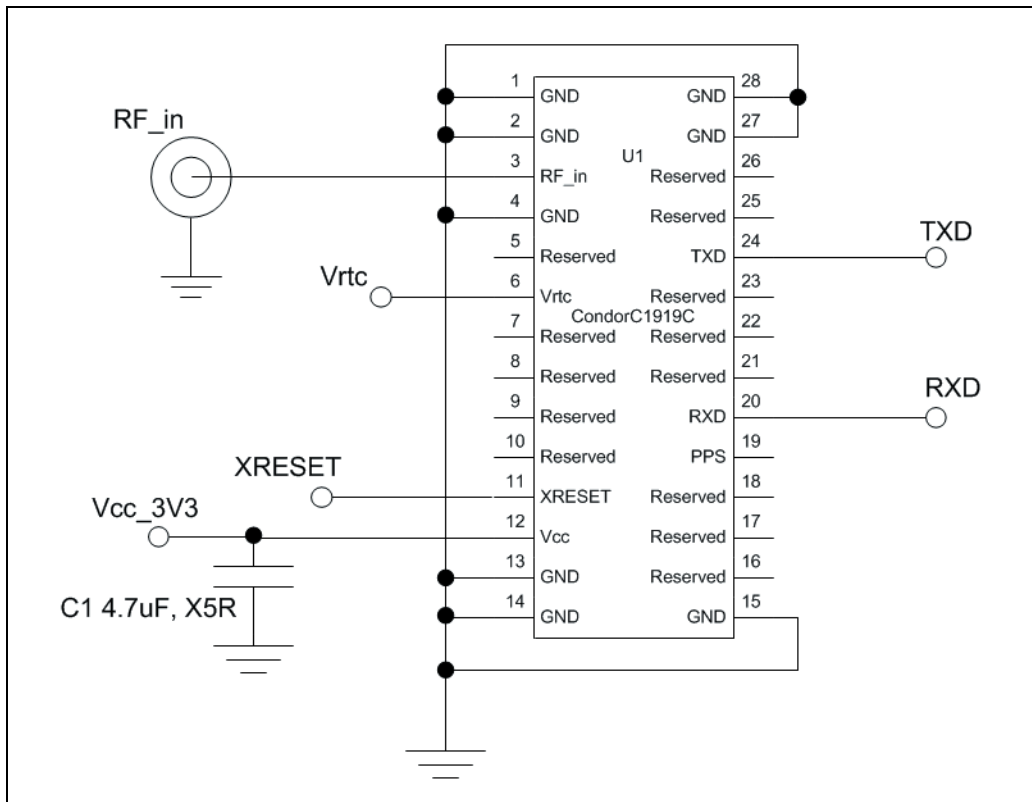 1 GND GND 28
2 GND GND 27
U1
RF_in
3 RF_in Reserved 26
4 GND Reserved 25
5 Reserved TXD 24 TXD
Vrtc 6 Vrtc Reserved 23
CondorC1919C
7 Reserved Reserved 22
8 Reserved Reserved 21
9 Reserved RXD 20 RXD
10 Reserved PPS 19
XRESET 11 XRESET Reserved 18
Vcc_3V3 12 Vcc Reserved 17
13 GND Reserved 16
C1 4.7uF, X5R
14 GND GND 15